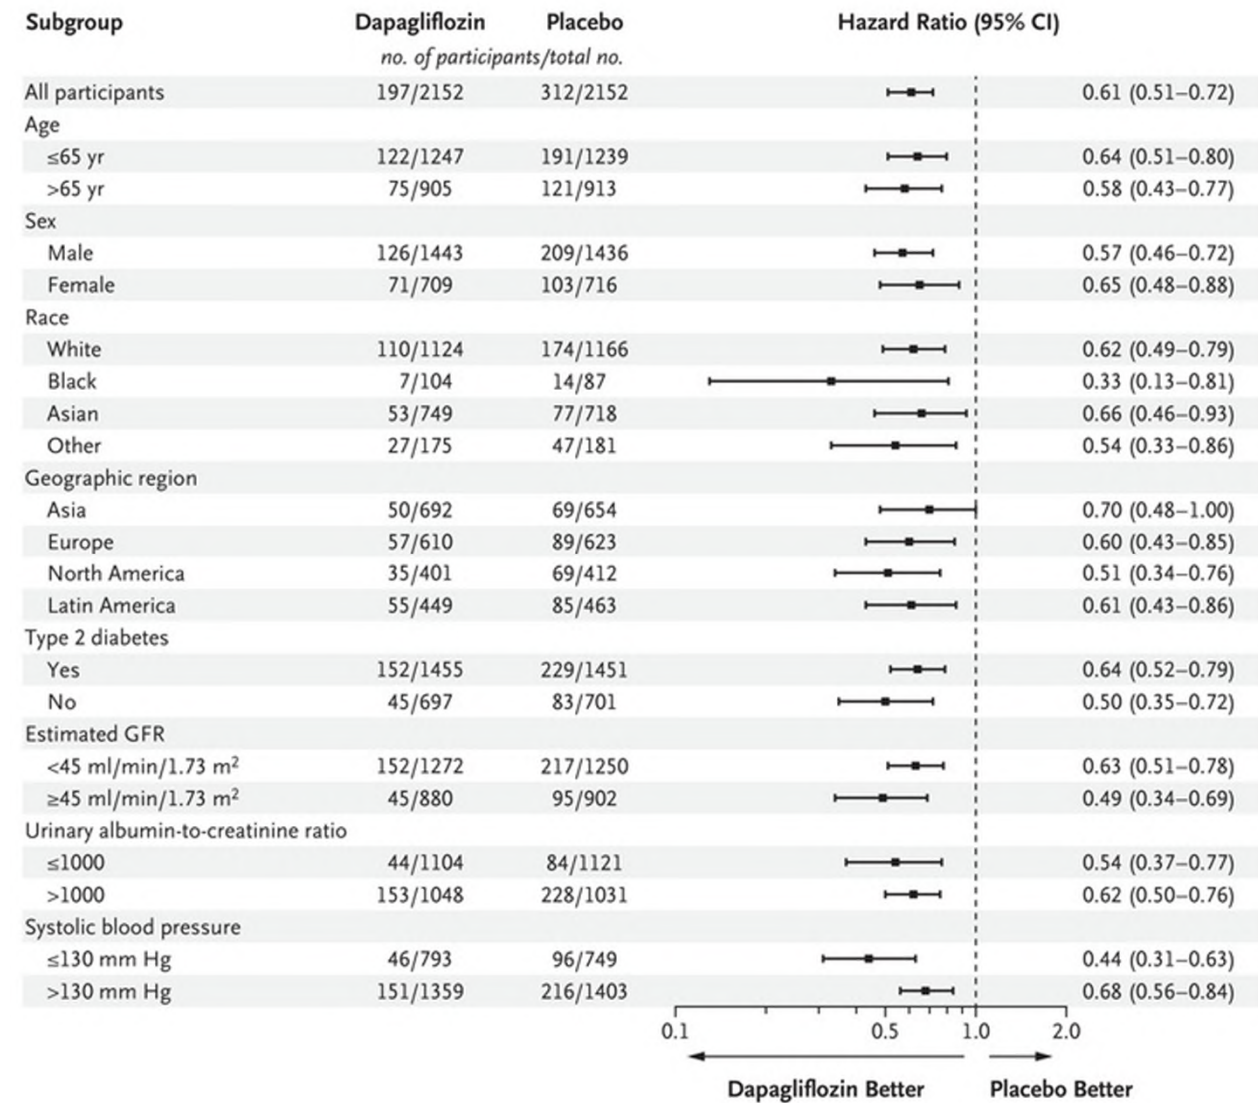 Subgroup Dapagliflozin Placebo Hazard Ratio (95% CI)
no. of participants/total no.
All participants 197/2152 312/2152 0.61 (0.51–0.72)
Age
≤65 yr 122/1247 191/1239 0.64 (0.51–0.80)
>65 yr 75/905 121/913 0.58 (0.43–0.77)
Sex
Male 126/1443 209/1436 0.57 (0.46–0.72)
Female 71/709 103/716 0.65 (0.48–0.88)
Race
White 110/1124 174/1166 0.62 (0.49–0.79)
Black 7/104 14/87 0.33 (0.13–0.81)
Asian 53/749 77/718 0.66 (0.46–0.93)
Other 27/175 47/181 0.54 (0.33–0.86)
Geographic region
Asia 50/692 69/654 0.70 (0.48–1.00)
Europe 57/610 89/623 0.60 (0.43–0.85)
North America 35/401 69/412 0.51 (0.34–0.76)
Latin America 55/449 85/463 0.61 (0.43–0.86)
Type 2 diabetes
Yes 152/1455 229/1451 0.64 (0.52–0.79)
No 45/697 83/701 0.50 (0.35–0.72)
Estimated GFR
<45 ml/min/1.73 m² 152/1272 217/1250 0.63 (0.51–0.78)
≥45 ml/min/1.73 m² 45/880 95/902 0.49 (0.34–0.69)
Urinary albumin-to-creatinine ratio
≤1000 44/1104 84/1121 0.54 (0.37–0.77)
>1000 153/1048 228/1031 0.62 (0.50–0.76)
Systolic blood pressure
≤130 mm Hg 46/793 96/749 0.44 (0.31–0.63)
>130 mm Hg 151/1359 216/1403 0.68 (0.56–0.84)
0.1 0.5 1.0 2.0
Dapagliflozin Better Placebo Better